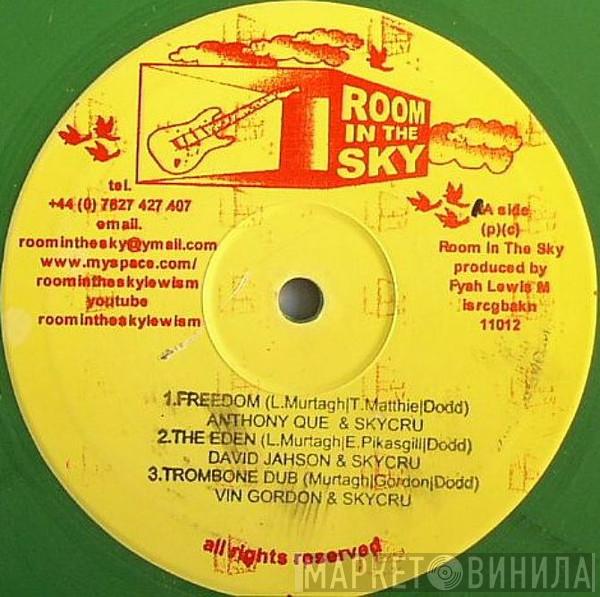 ROOM
IN THE
SKY
tel.
+44 (0) 7827 427 407
email.
roominthesky@ymail.com
www.myspace.com/
roomintheskylewism
youtube
roomintheskylewism
AA side
(p)(c)
Room In The Sky
produced by
Fyah Lewis M
isrcgbakn
11012
1.FREEDOM (L.Murtagh|T.Matthie|Dodd)
ANTHONY QUE & SKYCRU
2.THE EDEN (L.Murtagh|E.Pikasgill|Dodd)
DAVID JAHSON & SKYCRU
3.TROMBONE DUB (Murtagh|Gordon|Dodd)
VIN GORDON & SKYCRU
all rights reserved
МАРКЕТ ВИНИЛА